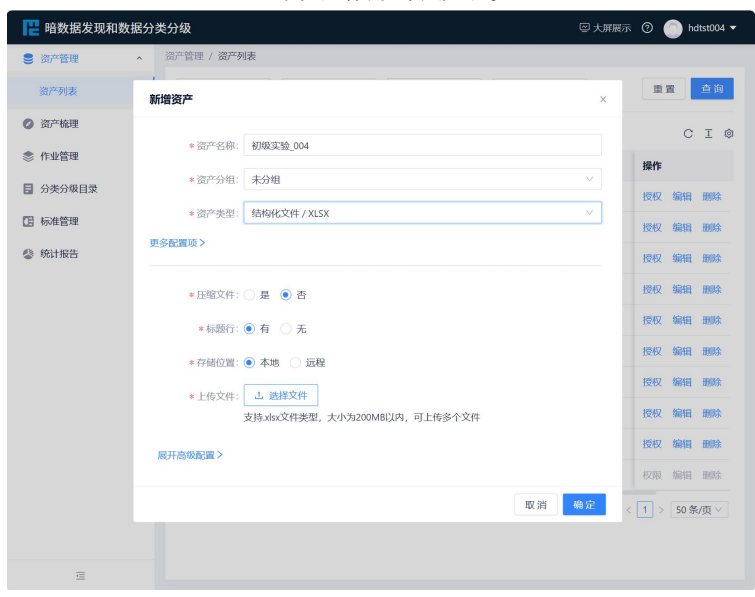 暗数据发现和数据分类分级
大屏展示 hdtst004
资产管理
资产管理 / 资产列表
资产列表
重 置 查 询
新增资产
资产梳理
* 资产名称: 初级实验_004
作业管理
操作
* 资产分组: 未分组
分类分级目录
授权 编辑 删除
* 资产类型: 结构化文件 / XLSX
标准管理
授权 编辑 删除
更多配置项 >
统计报告
授权 编辑 删除
* 压缩文件: 是 否
授权 编辑 删除
* 标题行: 有 无
授权 编辑 删除
* 存储位置: 本地 远程
授权 编辑 删除
* 上传文件: 选择文件
授权 编辑 删除
支持.xlsx文件类型，大小为200MB以内，可上传多个文件
授权 编辑 删除
授权 编辑 删除
展开高级配置 >
权限 编辑 删除
取 消 确 定
< 1 > 50 条/页